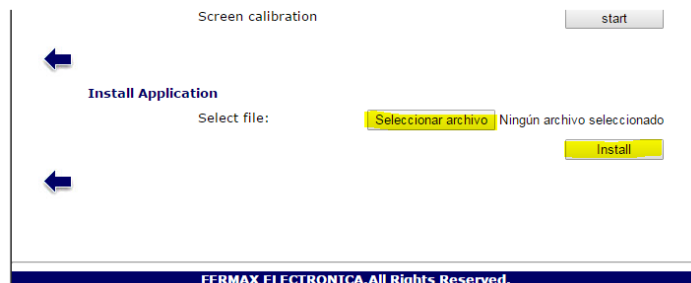 Screen calibration start
Install Application
Select file: Seleccionar archivo Ningún archivo seleccionado
Install
FERMAX ELECTRONICA.All Rights Reserved.